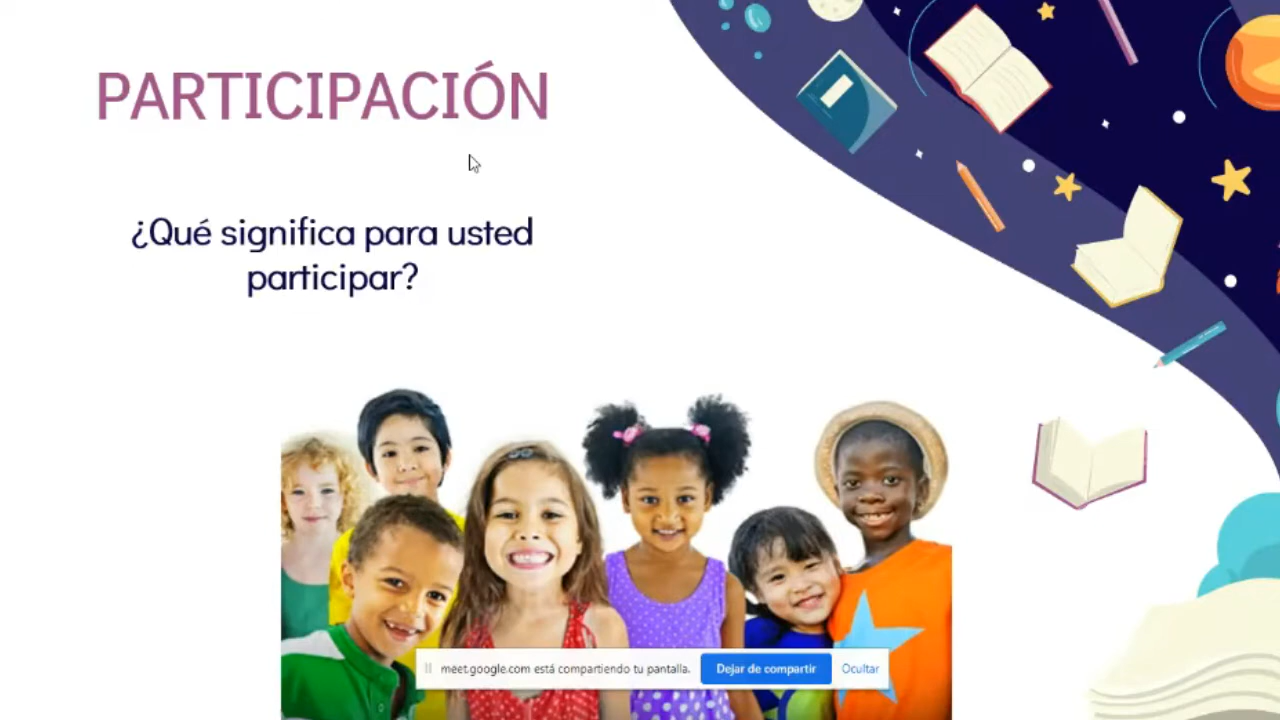 PARTICIPACIÓN
¿Qué significa para usted
participar?
meet.google.com está compartiendo tu pantalla.
Dejar de compartir
Ocultar